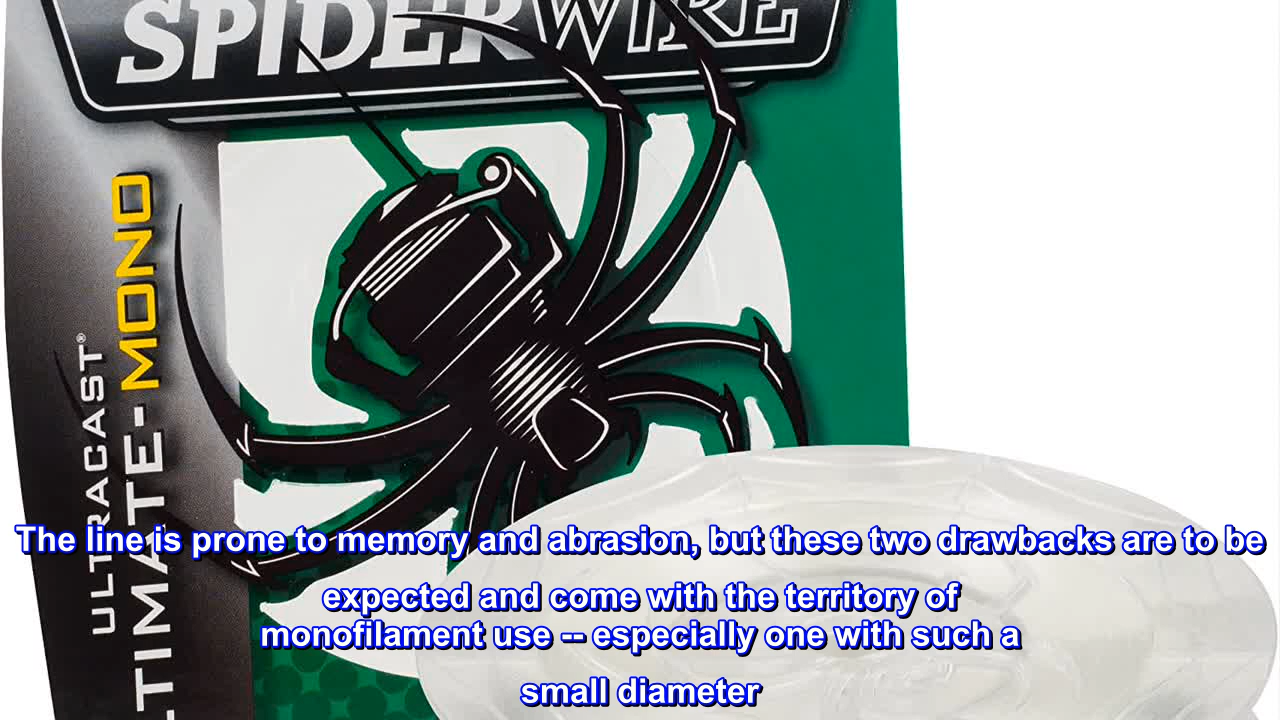 SPIDERWIRE
ULTRACAST®
LTIMATE-MONO
The line is prone to memory and abrasion, but these two drawbacks are to be
expected and come with the territory of
monofilament use -- especially one with such a
small diameter